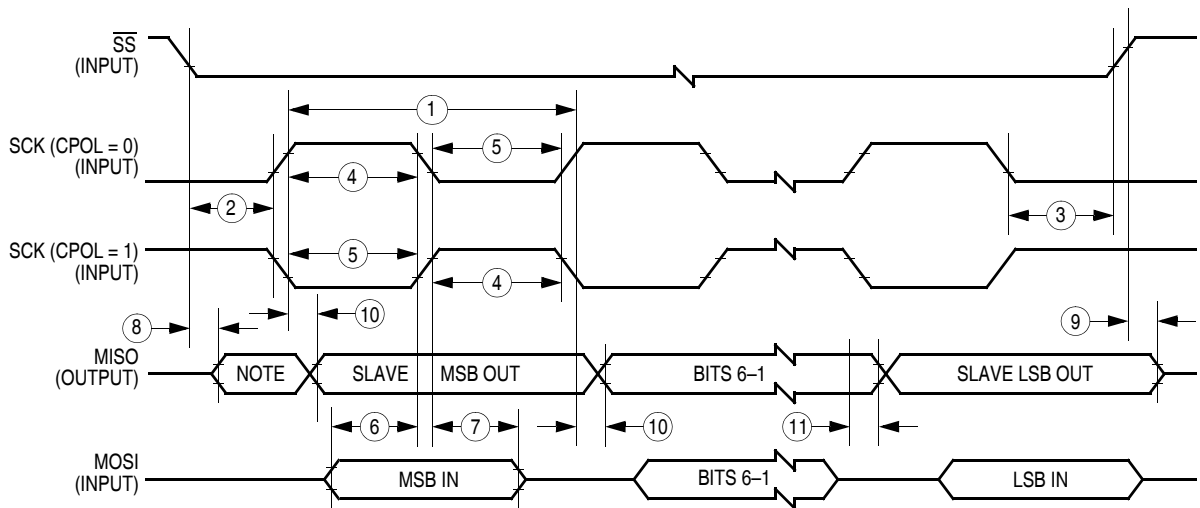 SS
(INPUT)
1
SCK (CPOL = 0)
(INPUT)
5
4
2
3
SCK (CPOL = 1)
(INPUT)
5
4
8
10
9
MISO
(OUTPUT)
NOTE
SLAVE
MSB OUT
BITS 6–1
SLAVE LSB OUT
6
7
10
11
MOSI
(INPUT)
MSB IN
BITS 6–1
LSB IN